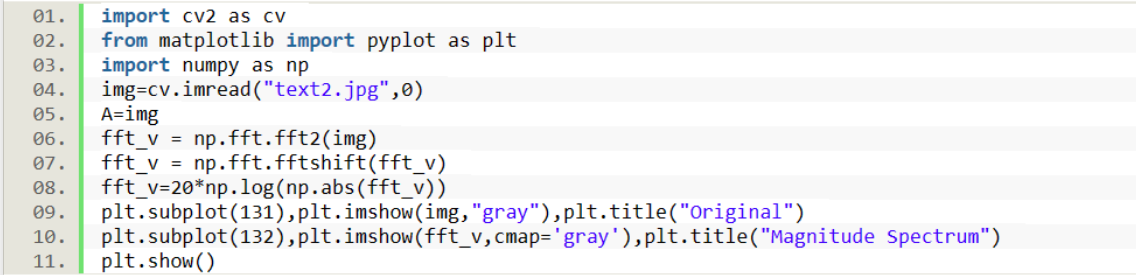 01. import cv2 as cv
02. from matplotlib import pyplot as plt
03. import numpy as np
04. img=cv.imread("text2.jpg",0)
05. A=img
06. fft_v = np.fft.fft2(img)
07. fft_v = np.fft.fftshift(fft_v)
08. fft_v=20*np.log(np.abs(fft_v))
09. plt.subplot(131),plt.imshow(img,"gray"),plt.title("Original")
10. plt.subplot(132),plt.imshow(fft_v,cmap='gray'),plt.title("Magnitude Spectrum")
11. plt.show()